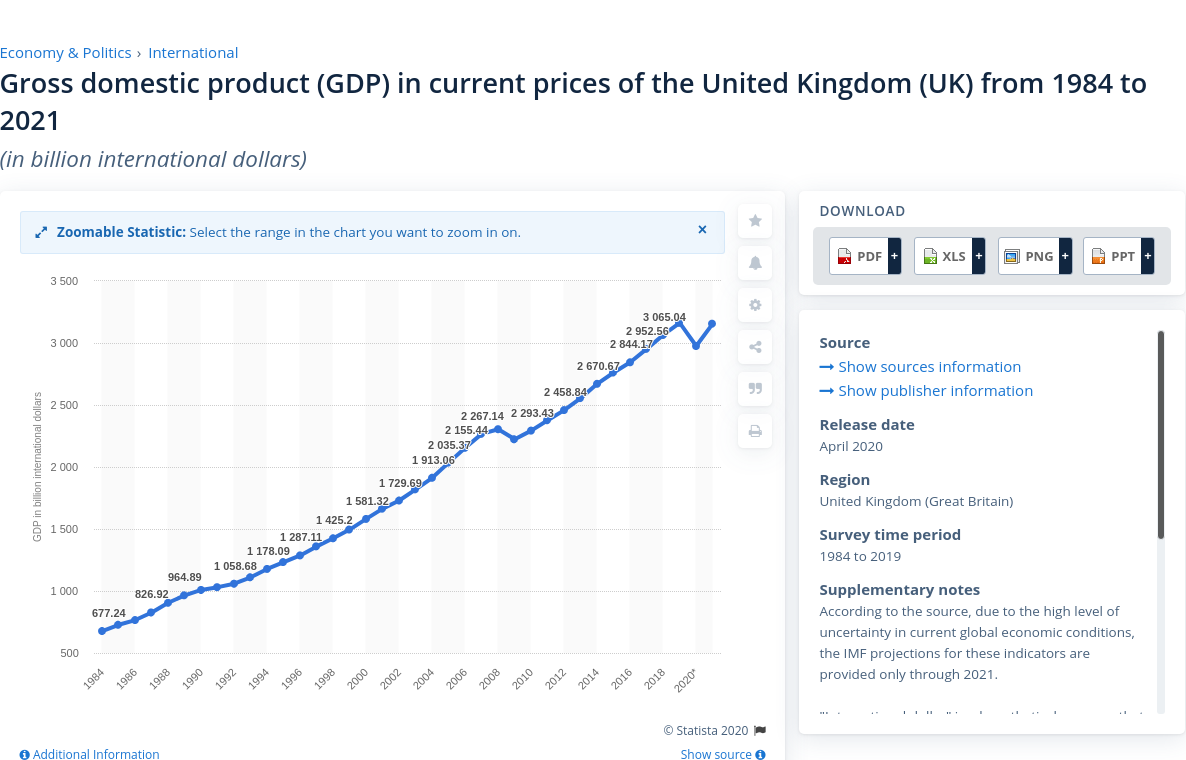 Economy & Politics › International
Gross domestic product (GDP) in current prices of the United Kingdom (UK) from 1984 to
2021
(in billion international dollars)
Zoomable Statistic: Select the range in the chart you want to zoom in on.
×
3 500
3 000
2 500
2 000
1 500
1 000
500
GDP in billion international dollars
677.24
826.92
964.89
1 058.68
1 178.09
1 287.11
1 425.2
1 581.32
1 729.69
1 913.06
2 035.37
2 155.44
2 267.14
2 293.43
2 458.84
2 670.67
2 844.17
2 952.56
3 065.04
1984
1986
1988
1990
1992
1994
1996
1998
2000
2002
2004
2006
2008
2010
2012
2014
2016
2018
2020*
© Statista 2020
Additional Information
Show source
DOWNLOAD
PDF +
XLS +
PNG +
PPT +
Source
Show sources information
Show publisher information
Release date
April 2020
Region
United Kingdom (Great Britain)
Survey time period
1984 to 2019
Supplementary notes
According to the source, due to the high level of
uncertainty in current global economic conditions,
the IMF projections for these indicators are
provided only through 2021.